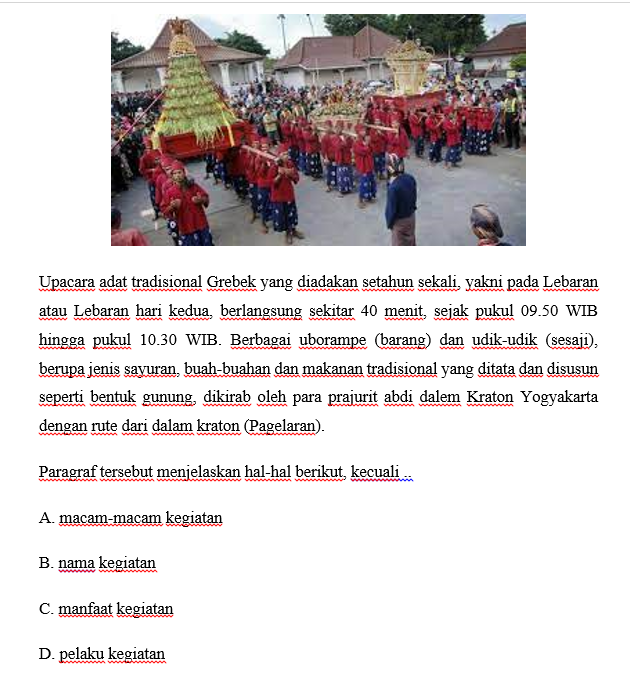 Upacara adat tradisional Grebek yang diadakan setahun sekali, yakni pada Lebaran
atau Lebaran hari kedua, berlangsung sekitar 40 menit, sejak pukul 09.50 WIB
hingga pukul 10.30 WIB. Berbagai uborampe (barang) dan udik-udik (sesaji),
berupa jenis sayuran, buah-buahan dan makanan tradisional yang ditata dan disusun
seperti bentuk gunung, dikirab oleh para prajurit abdi dalem Kraton Yogyakarta
dengan rute dari dalam kraton (Pagelaran).
Paragraf tersebut menjelaskan hal-hal berikut, kecuali ..
A. macam-macam kegiatan
B. nama kegiatan
C. manfaat kegiatan
D. pelaku kegiatan